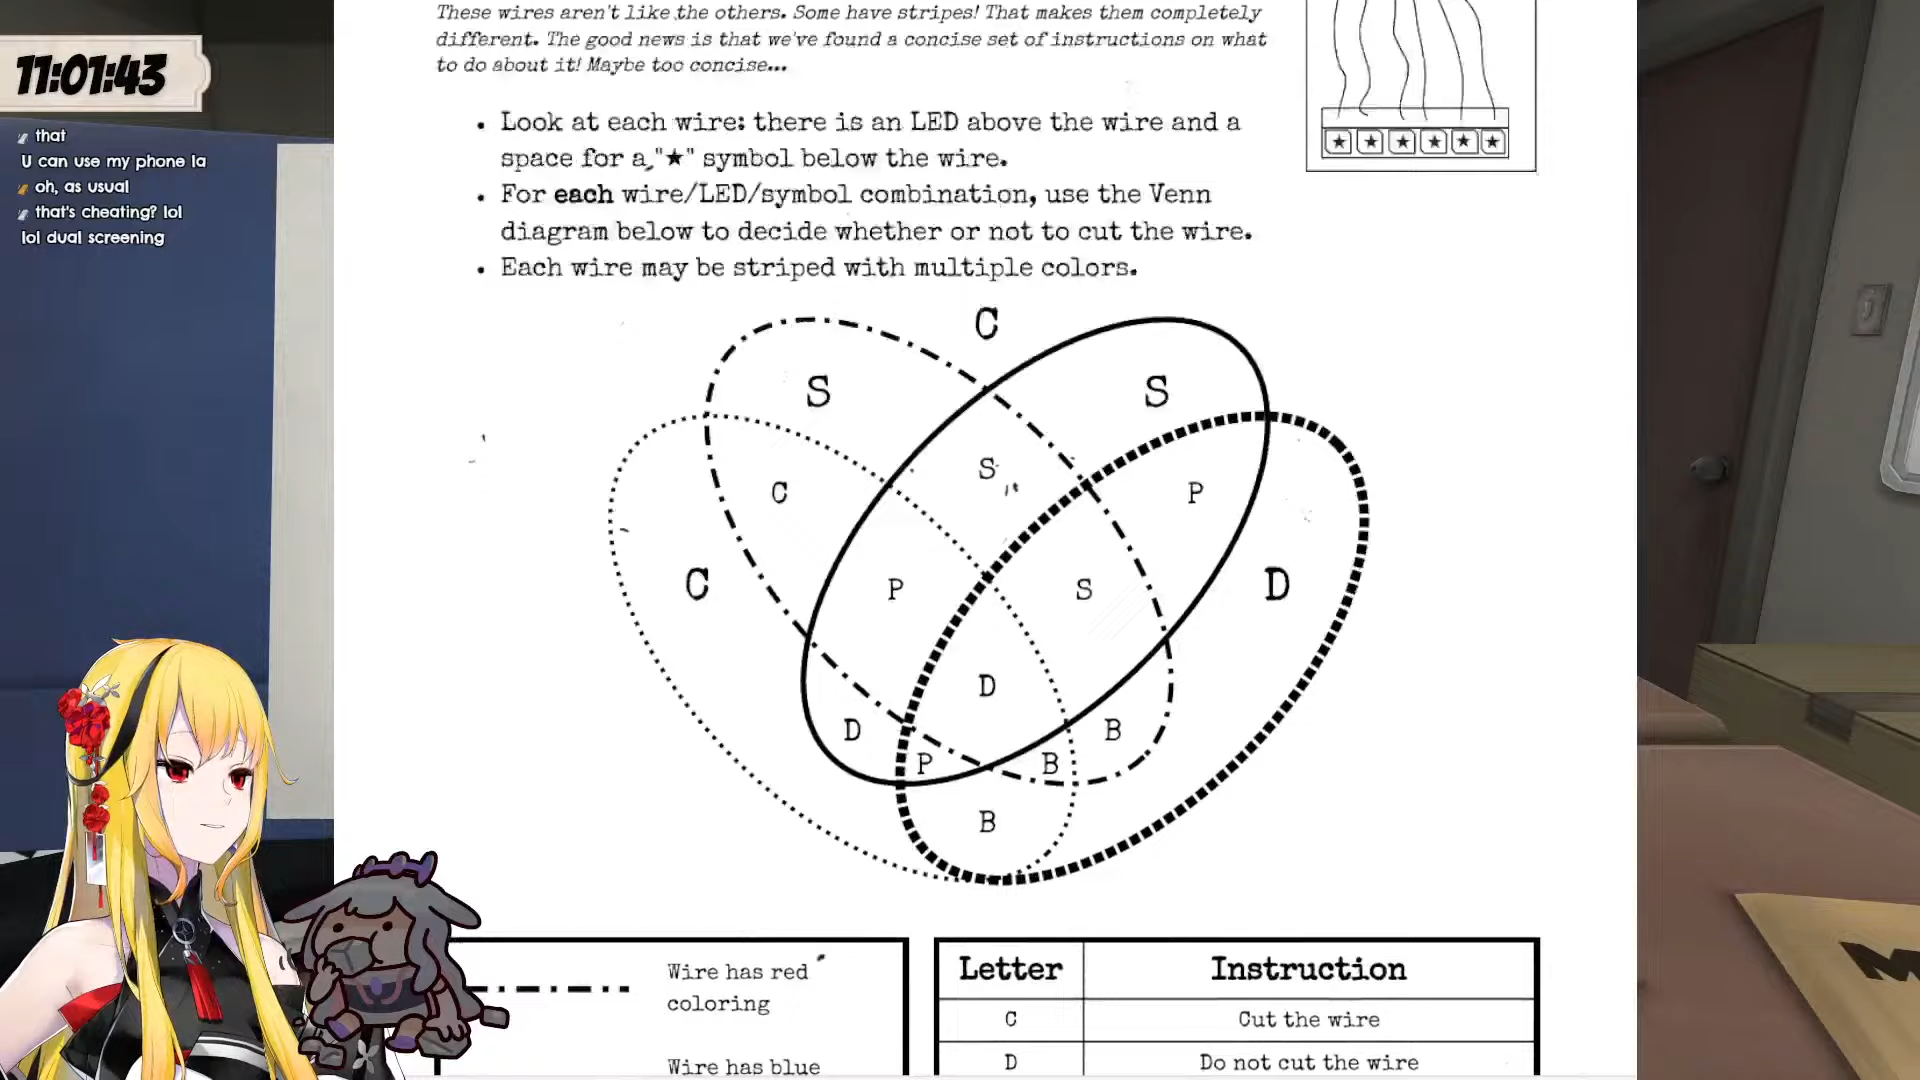 11:01:43
that
U can use my phone la
oh, as usual
that's cheating? lol
lol dual screening
These wires aren't like the others. Some have stripes! That makes them completely
different. The good news is that we've found a concise set of instructions on what
to do about it! Maybe too concise...
• Look at each wire: there is an LED above the wire and a
space for a "★" symbol below the wire.
• For each wire/LED/symbol combination, use the Venn
diagram below to decide whether or not to cut the wire.
• Each wire may be striped with multiple colors.
★ ★ ★ ★ ★ ★
C
S S
S
C P
C P S D
D
D B
P B
B
Wire has red
coloring
Wire has blue
Letter Instruction
C Cut the wire
D Do not cut the wire